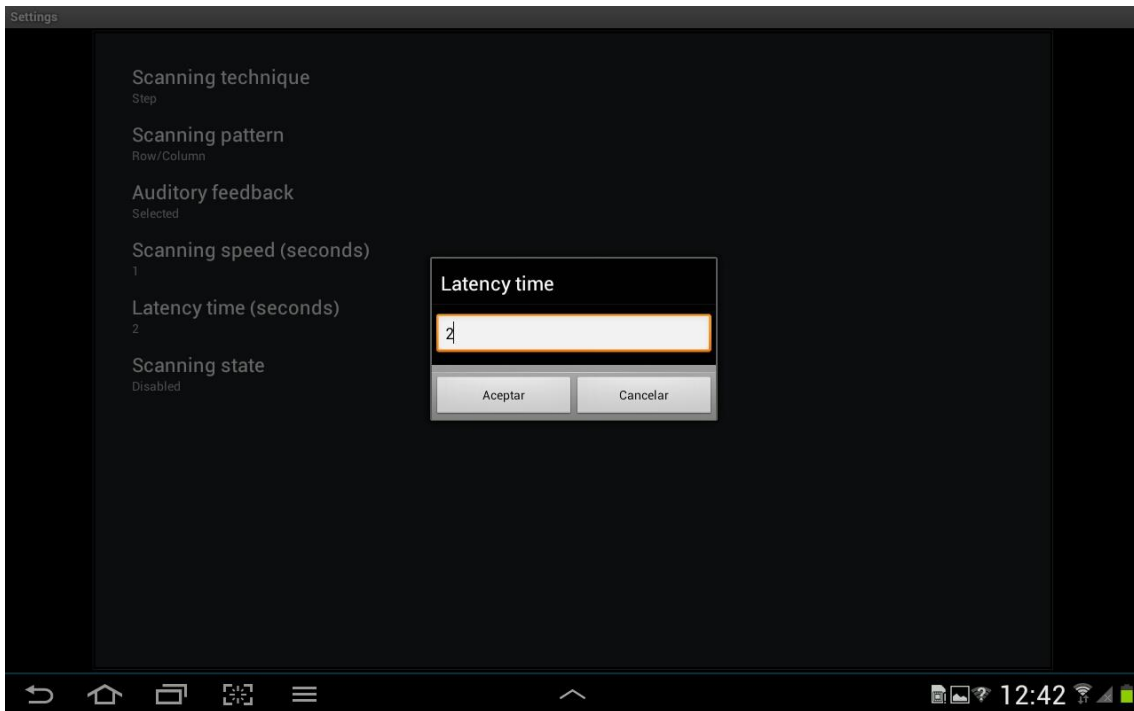 Settings
Scanning technique
Step
Scanning pattern
Row/Column
Auditory feedback
Selected
Scanning speed (seconds)
1
Latency time (seconds)
2
Scanning state
Disabled
Latency time
2
Aceptar Cancelar
12:42